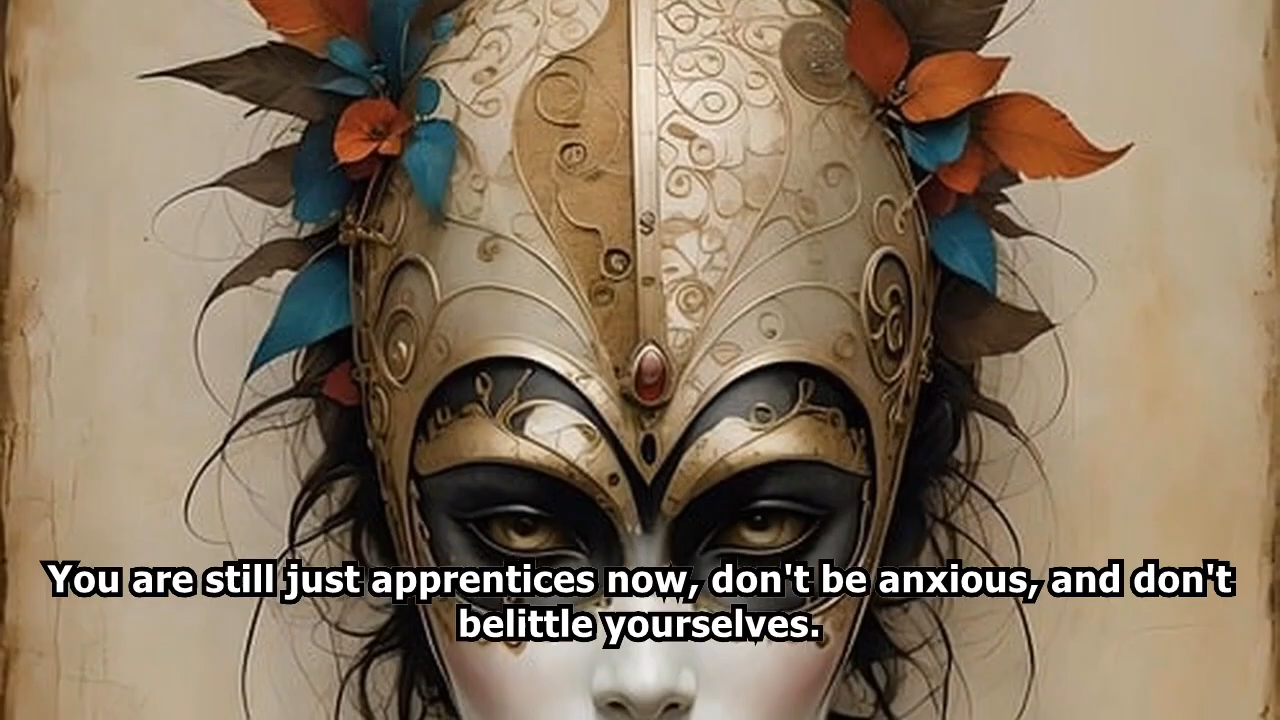 You are still just apprentices now, don't be anxious, and don't
belittle yourselves.